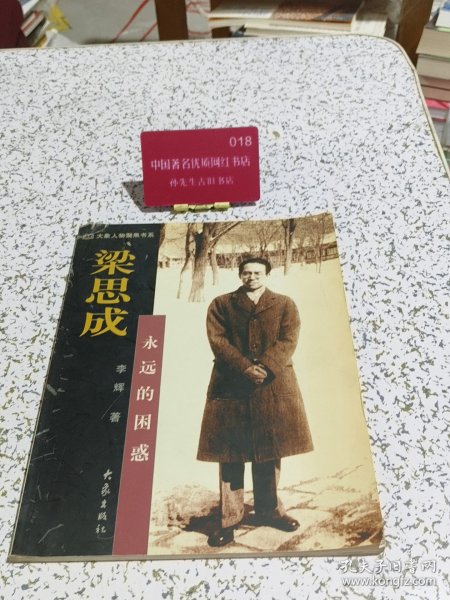 018
中国著名优质网红书店
孙先生古旧书店
大象人物聚焦书系
梁思成
李辉 著
永远的困惑
大象出版社
孔夫子旧书网
www.kongfz.com